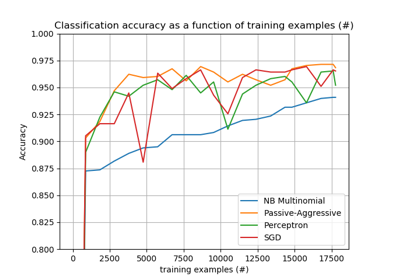 Classification accuracy as a function of training examples (#)
1.000
0.975
0.950
0.925
0.900
0.875
0.850
0.825
0.800
Accuracy
0 2500 5000 7500 10000 12500 15000 17500
training examples (#)
NB Multinomial
Passive-Aggressive
Perceptron
SGD